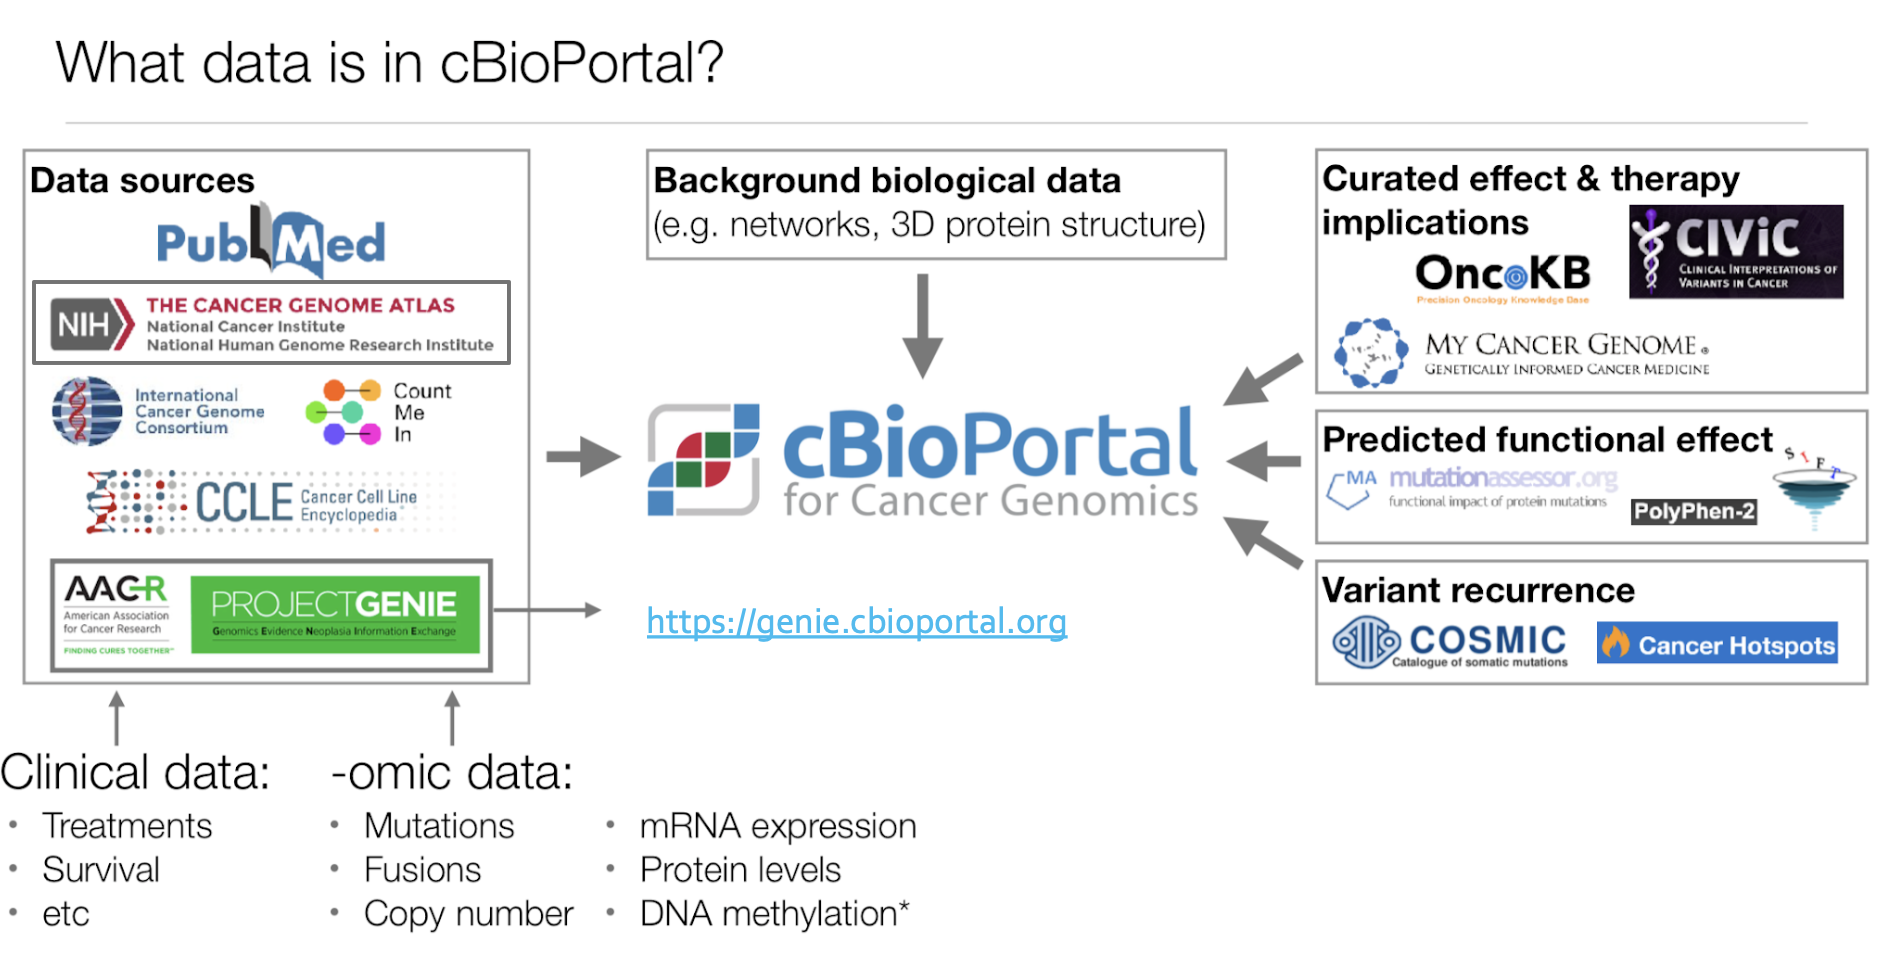 What data is in cBioPortal?
Data sources
PubMed
NIH
THE CANCER GENOME ATLAS
National Cancer Institute
National Human Genome Research Institute
International
Cancer Genome
Consortium
Count
Me
In
CCLE
Cancer Cell Line
Encyclopedia
AACR
American Association
for Cancer Research
FINDING CURES TOGETHER™
PROJECTGENIE
Genomics Evidence Neoplasia Information Exchange
Background biological data
(e.g. networks, 3D protein structure)
cBioPortal
for Cancer Genomics
https://genie.cbioportal.org
Curated effect & therapy
implications
OncoKB
Precision Oncology Knowledge Base
CIViC
CLINICAL INTERPRETATIONS OF
VARIANTS IN CANCER
MY CANCER GENOME®
GENETICALLY INFORMED CANCER MEDICINE
Predicted functional effect
MA
mutationassessor.org
functional impact of protein mutations
PolyPhen-2
SIFT
Variant recurrence
COSMIC
Catalogue of somatic mutations
Cancer Hotspots
Clinical data:
• Treatments
• Survival
• etc
-omic data:
• Mutations
• Fusions
• Copy number
• mRNA expression
• Protein levels
• DNA methylation*